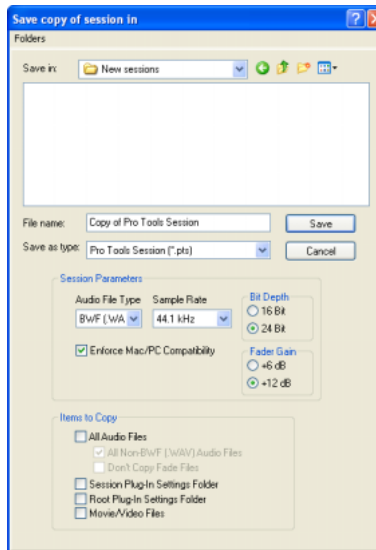 Save copy of session in
Folders
Save in: New sessions
File name: Copy of Pro Tools Session Save
Save as type: Pro Tools Session (*.pts) Cancel
Session Parameters
Audio File Type Sample Rate Bit Depth
BWF (.WA 44.1 kHz 16 Bit
24 Bit
Enforce Mac/PC Compatibility Fader Gain
+6 dB
+12 dB
Items to Copy
All Audio Files
All Non-BWF (.WAV) Audio Files
Don't Copy Fade Files
Session Plug-In Settings Folder
Root Plug-In Settings Folder
Movie/Video Files